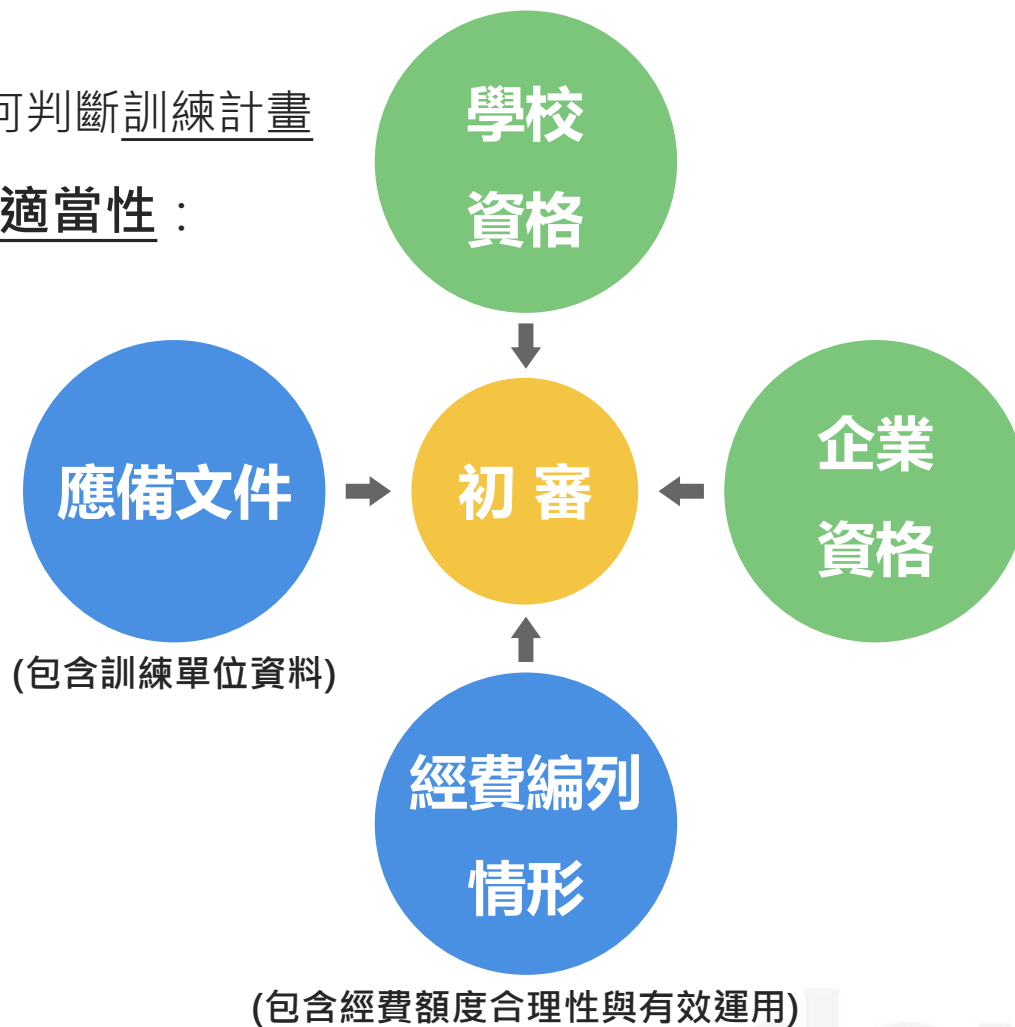 何判斷訓練計畫
適當性：
學校
資格
應備文件
初 審
企業
資格
(包含訓練單位資料)
經費編列
情形
(包含經費額度合理性與有效運用)